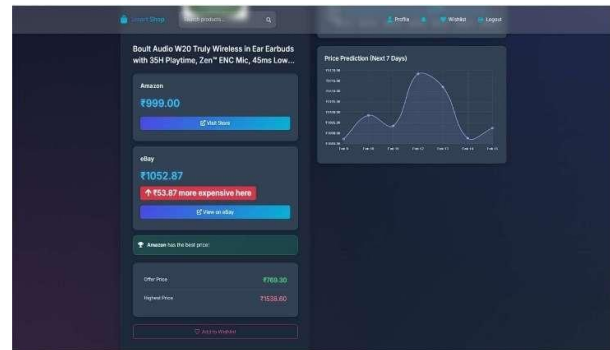 Smart Shop
Search products...
Profile
Wishlist
Logout
Boult Audio W20 Truly Wireless in Ear Earbuds
with 35H Playtime, Zen™ ENC Mic, 45ms Low...
Amazon
₹999.00
Visit Store
eBay
₹1052.87
↑ ₹53.87 more expensive here
View on eBay
Amazon has the best price!
Offer Price
₹769.30
Highest Price
₹1538.60
Add to Wishlist
Price Prediction (Next 7 Days)